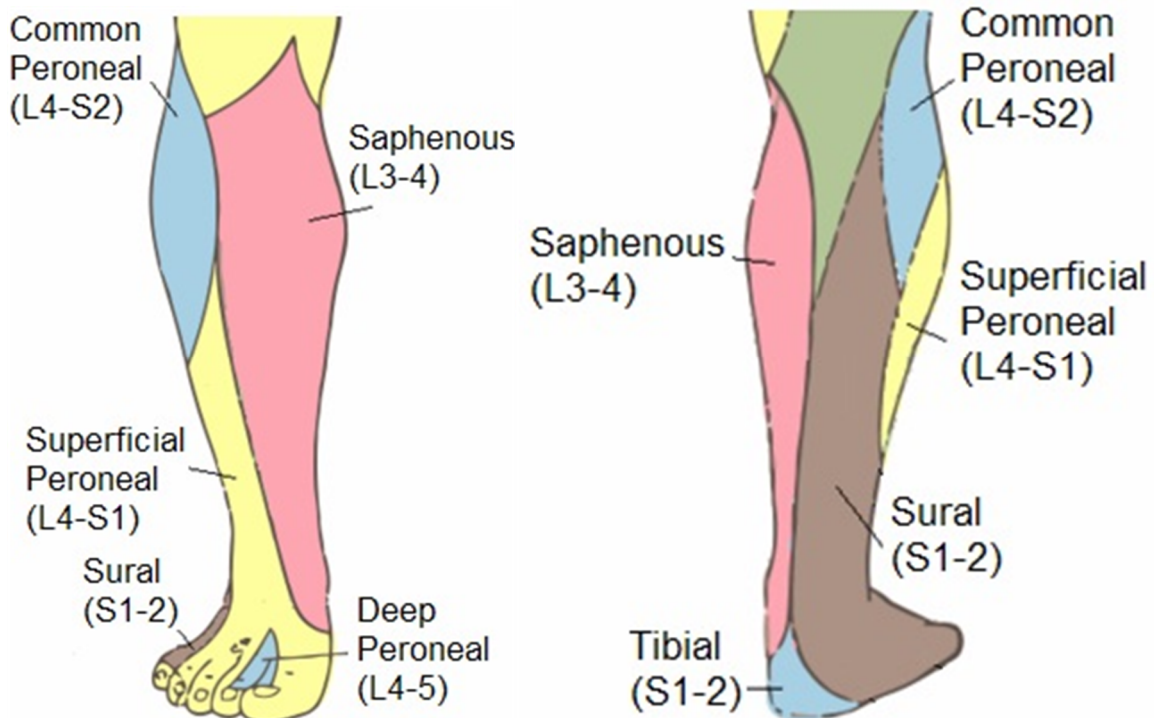 Common
Peroneal
(L4-S2)
Saphenous
(L3-4)
Superficial
Peroneal
(L4-S1)
Sural
(S1-2)
Deep
Peroneal
(L4-5)
Common
Peroneal
(L4-S2)
Saphenous
(L3-4)
Superficial
Peroneal
(L4-S1)
Sural
(S1-2)
Tibial
(S1-2)